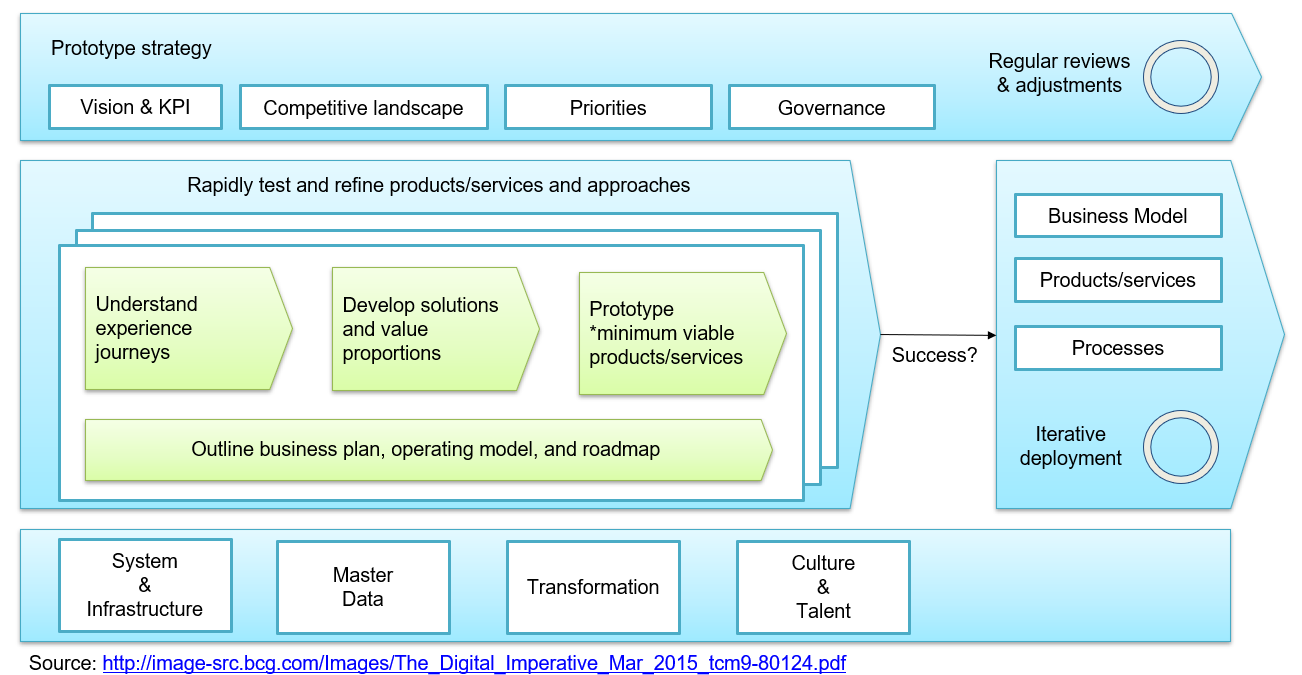 Prototype strategy
Regular reviews
& adjustments
Vision & KPI
Competitive landscape
Priorities
Governance
Rapidly test and refine products/services and approaches
Understand
experience
journeys
Develop solutions
and value
proportions
Prototype
*minimum viable
products/services
Outline business plan, operating model, and roadmap
Success?
Business Model
Products/services
Processes
Iterative
deployment
System
&
Infrastructure
Master
Data
Transformation
Culture
&
Talent
Source: http://image-src.bcg.com/Images/The_Digital_Imperative_Mar_2015_tcm9-80124.pdf